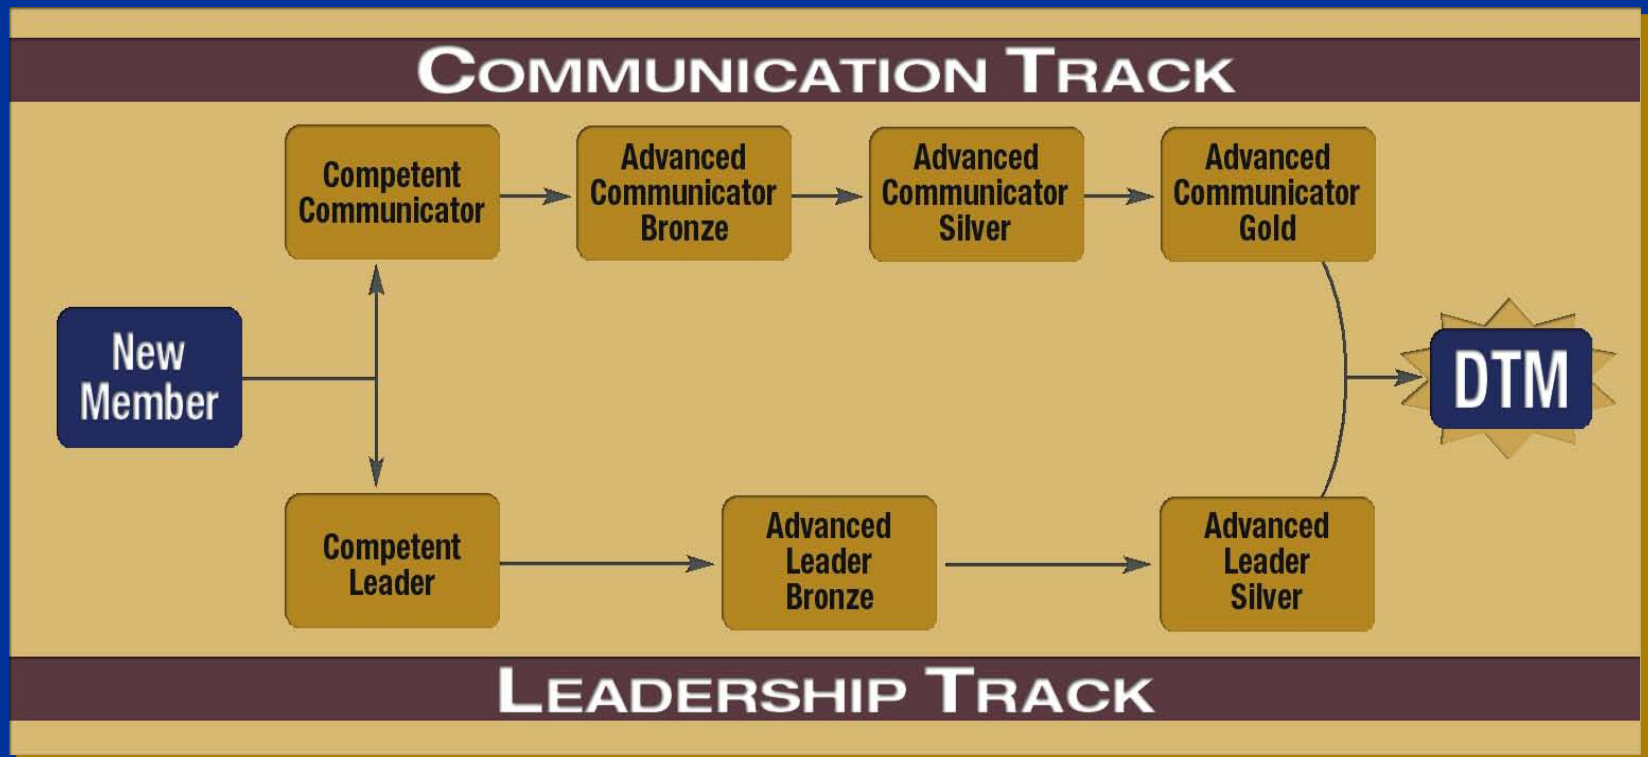 COMMUNICATION TRACK
Competent
Communicator
Advanced
Communicator
Bronze
Advanced
Communicator
Silver
Advanced
Communicator
Gold
New
Member
DTM
Competent
Leader
Advanced
Leader
Bronze
Advanced
Leader
Silver
LEADERSHIP TRACK